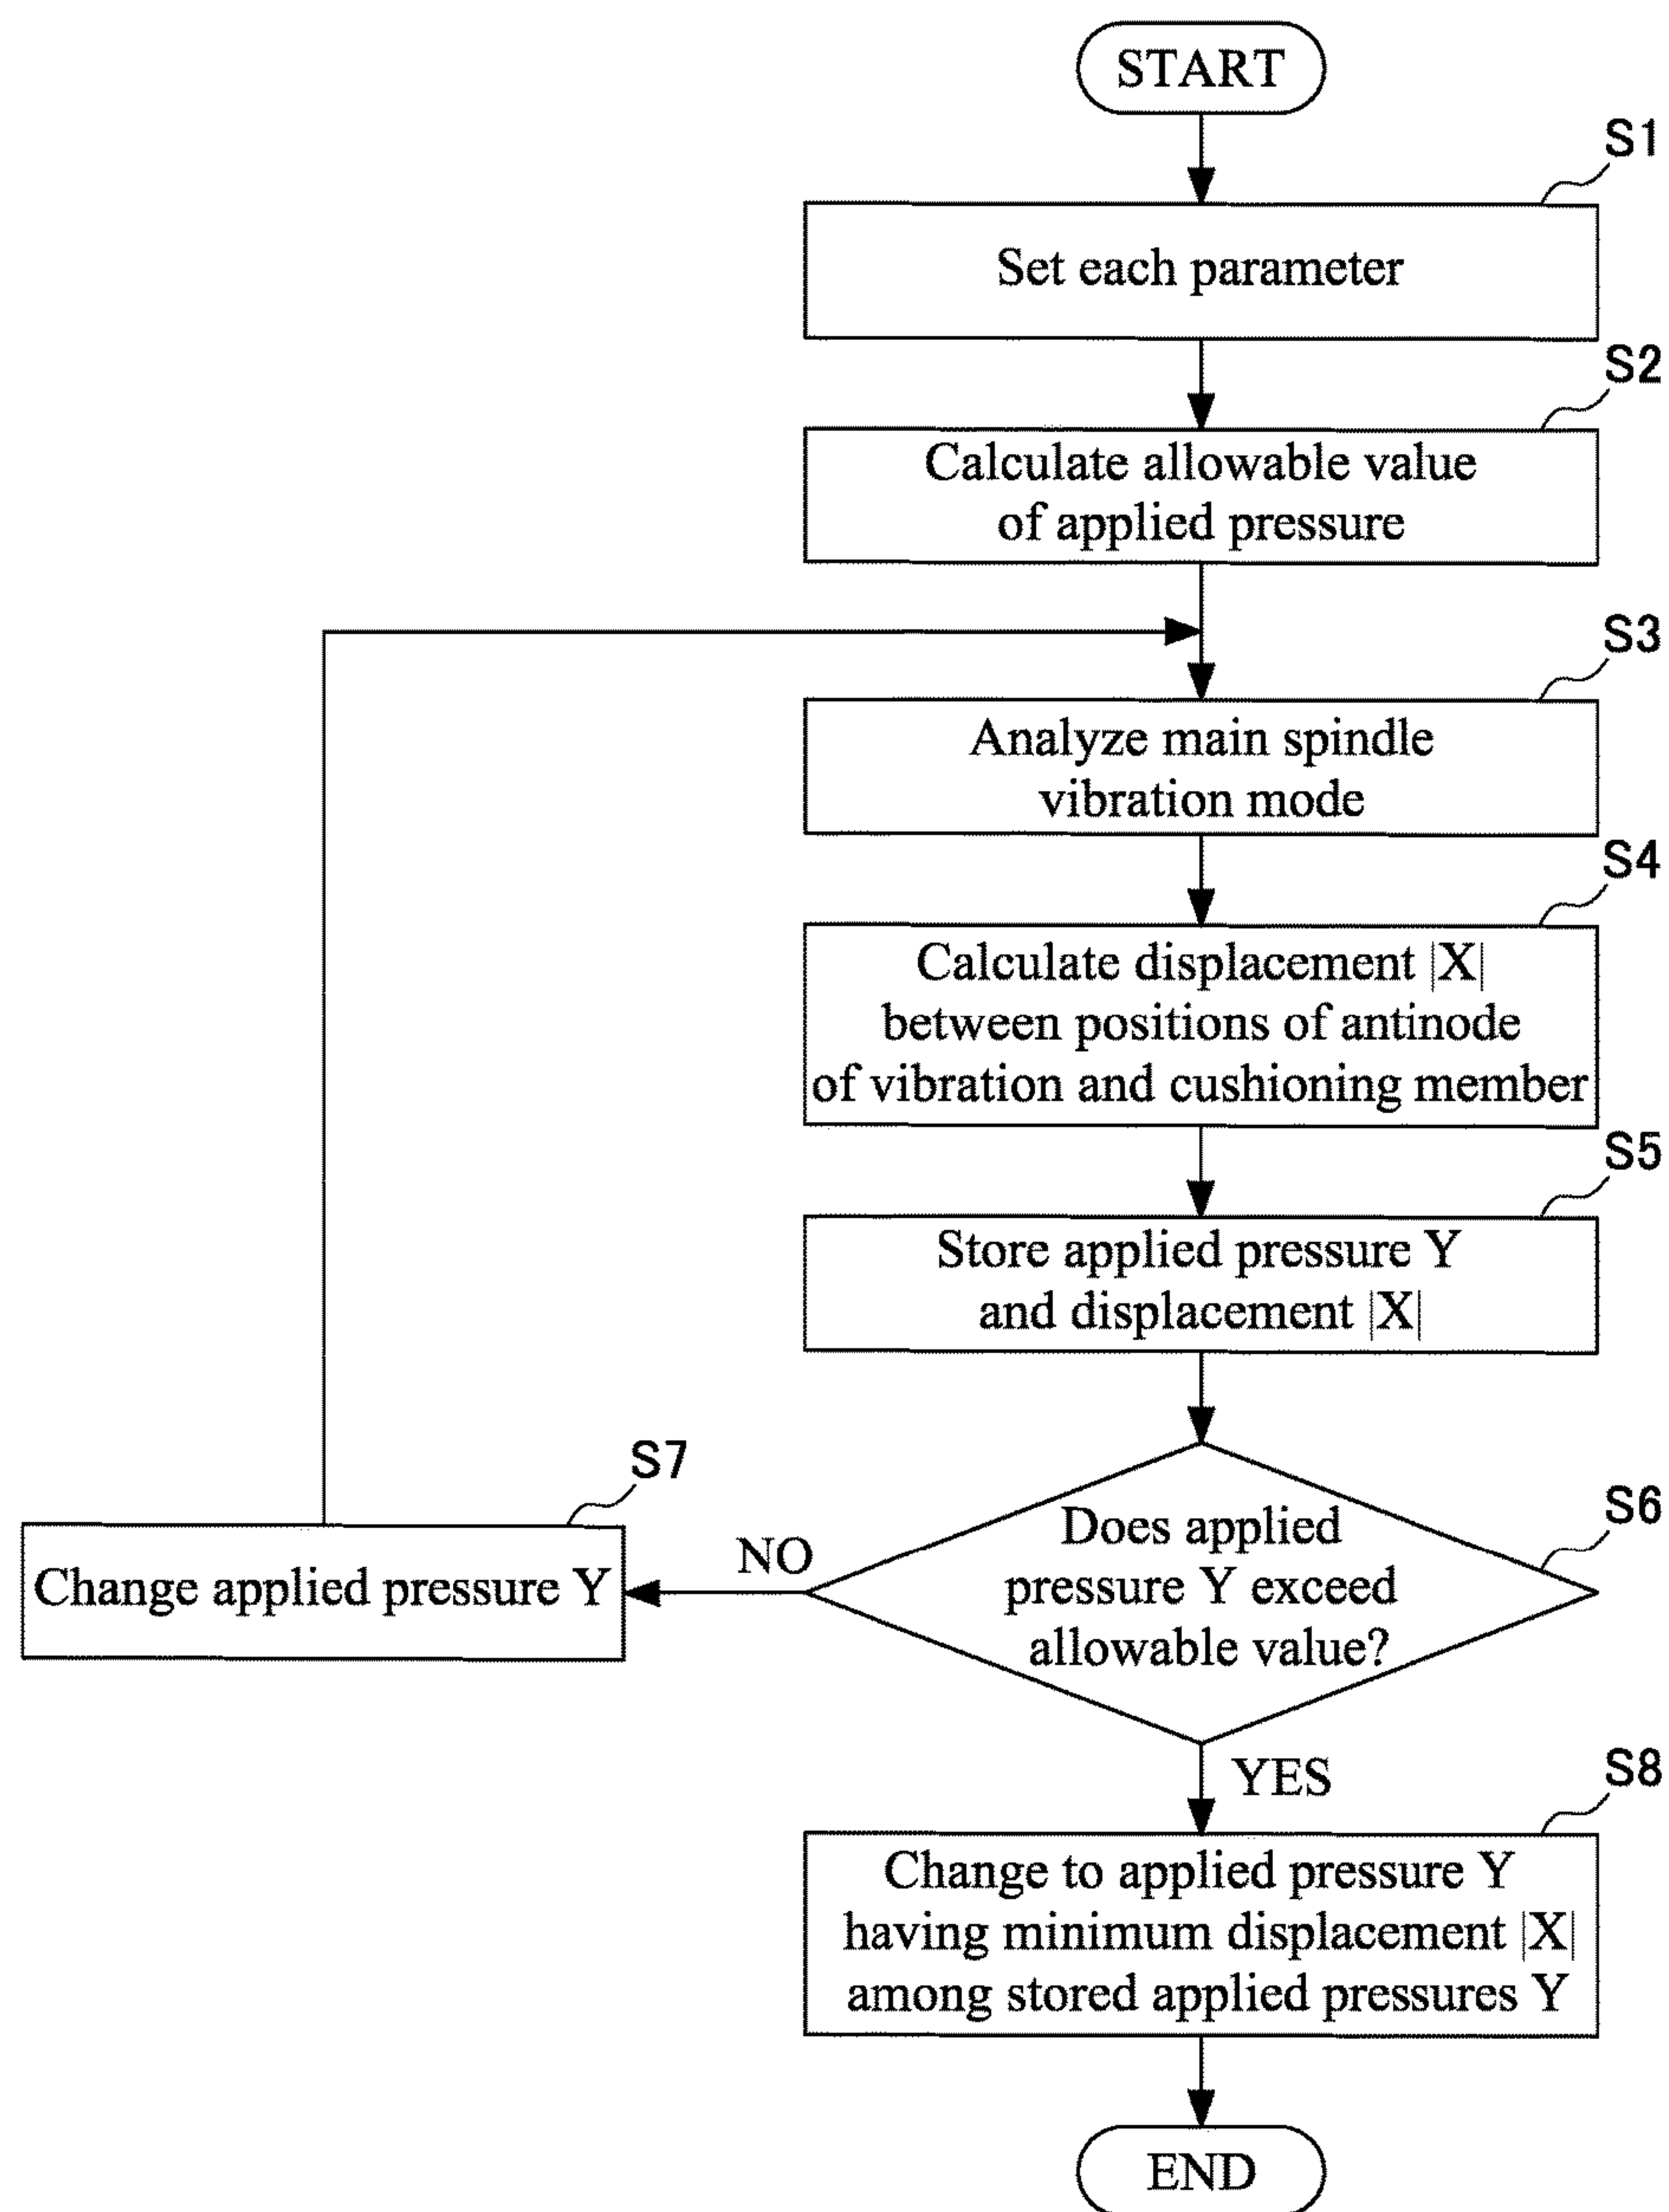 START
S1
Set each parameter
S2
Calculate allowable value
of applied pressure
S3
Analyze main spindle
vibration mode
S4
Calculate displacement |X|
between positions of antinode
of vibration and cushioning member
S5
Store applied pressure Y
and displacement |X|
S6
Does applied
pressure Y exceed
allowable value?
NO
S7
Change applied pressure Y
YES
S8
Change to applied pressure Y
having minimum displacement |X|
among stored applied pressures Y
END